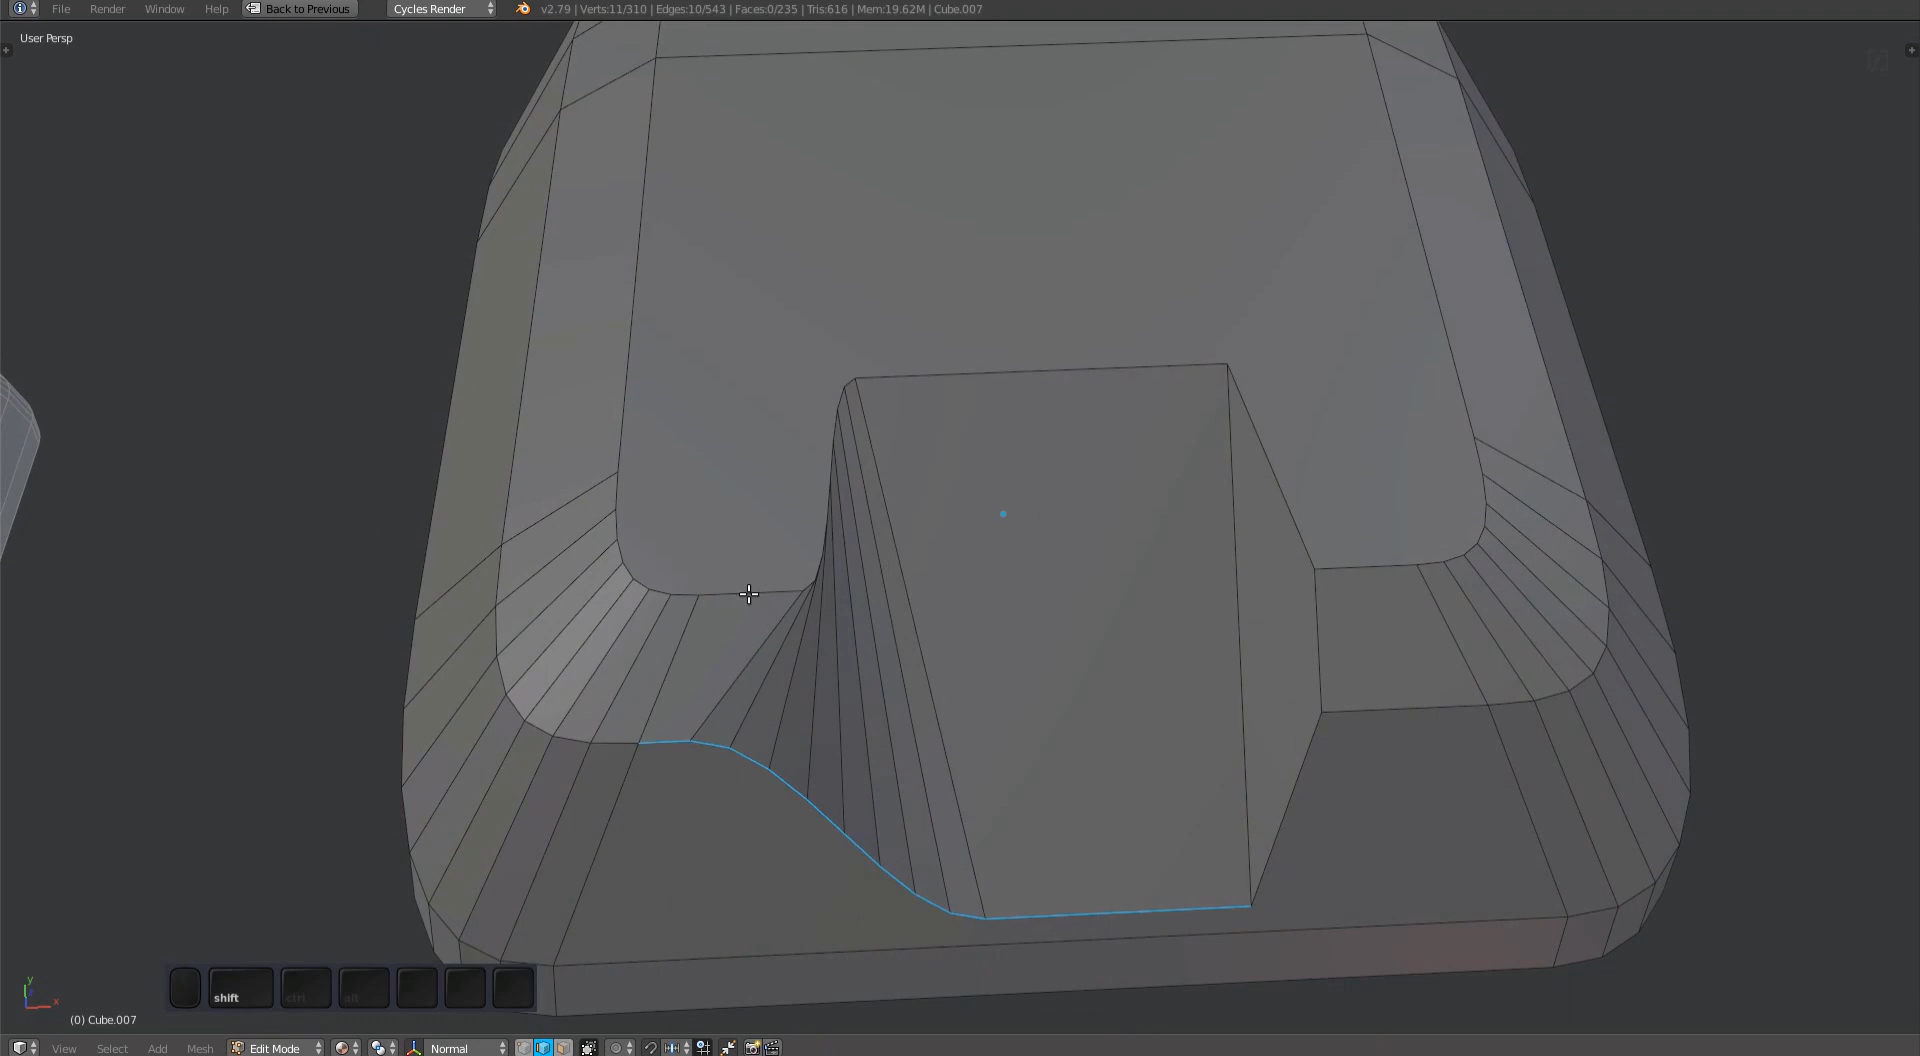 File Render Window Help Back to Previous Cycles Render v2.79 | Verts:11/310 | Edges:10/543 | Faces:0/235 | Tris:616 | Mem:19.62M | Cube.007
User Persp
shift ctrl alt
y
z
x
(0) Cube.007
View Select Add Mesh Edit Mode Normal